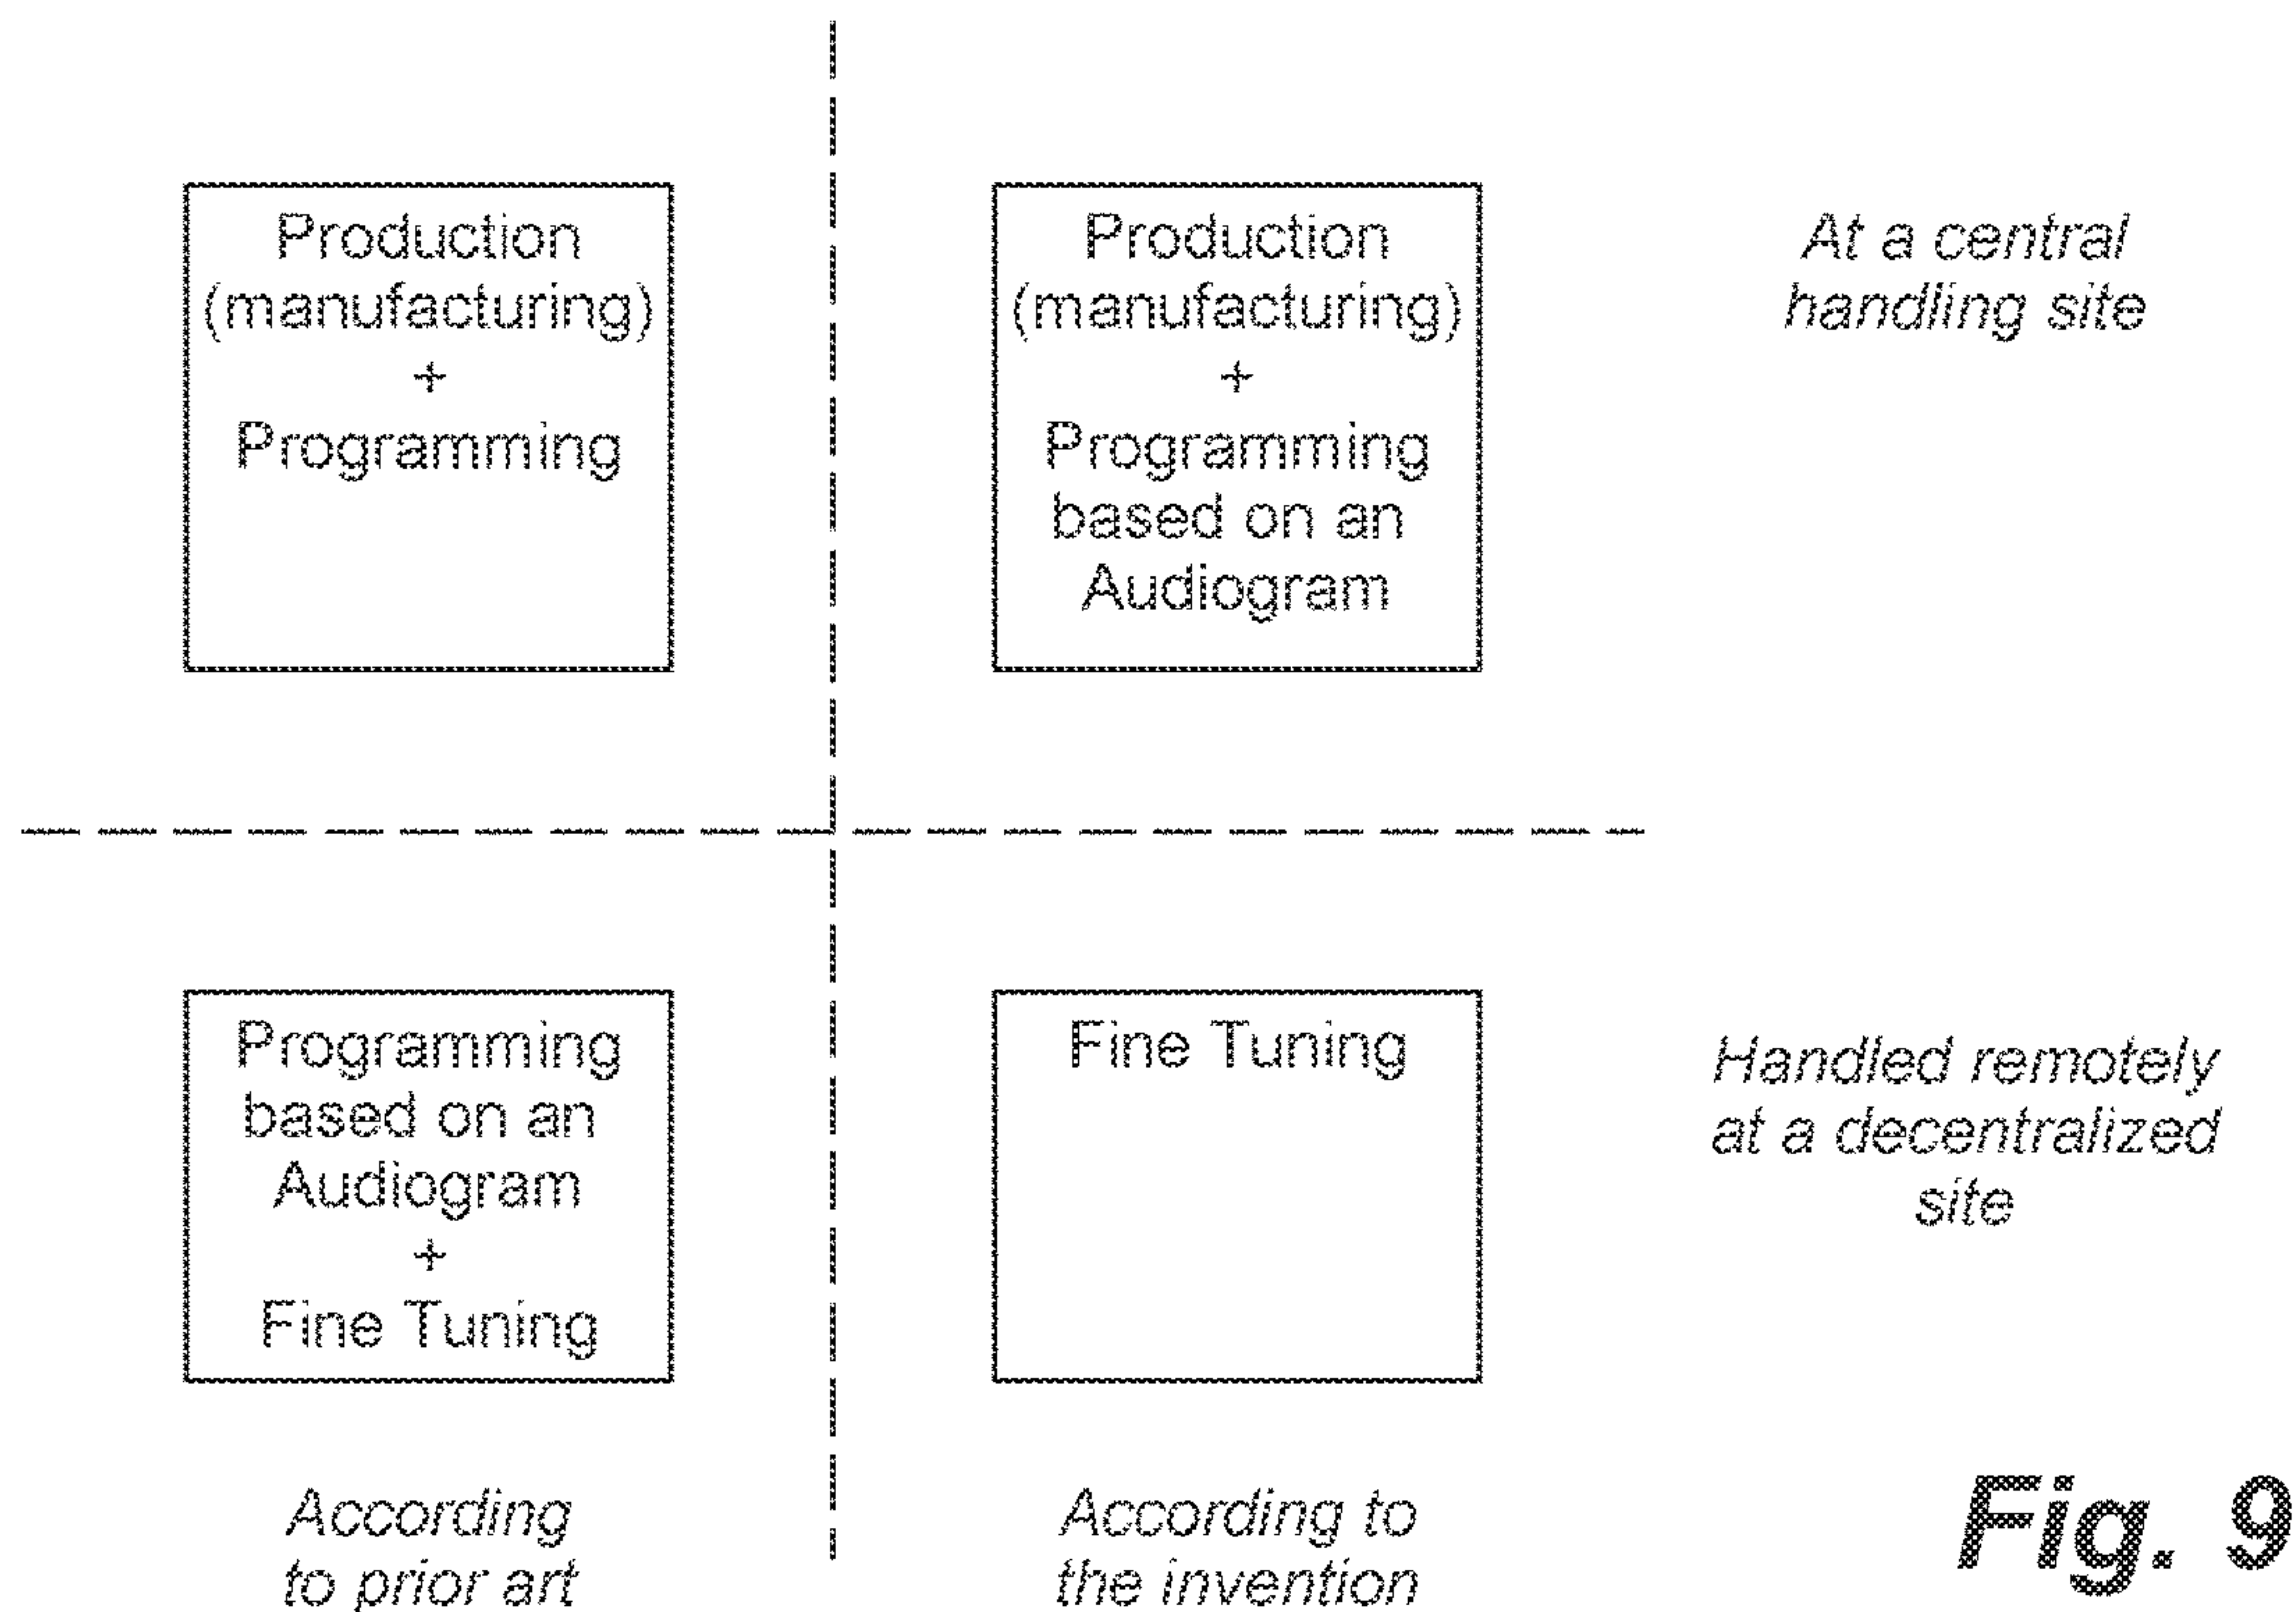 Production
(manufacturing)
+
Programming
Production
(manufacturing)
+
Programming
based on an
Audiogram
At a central
handling site
Programming
based on an
Audiogram
+
Fine Tuning
Fine Tuning
Handled remotely
at a decentralized
site
According
to prior art
According to
the invention
Fig. 9